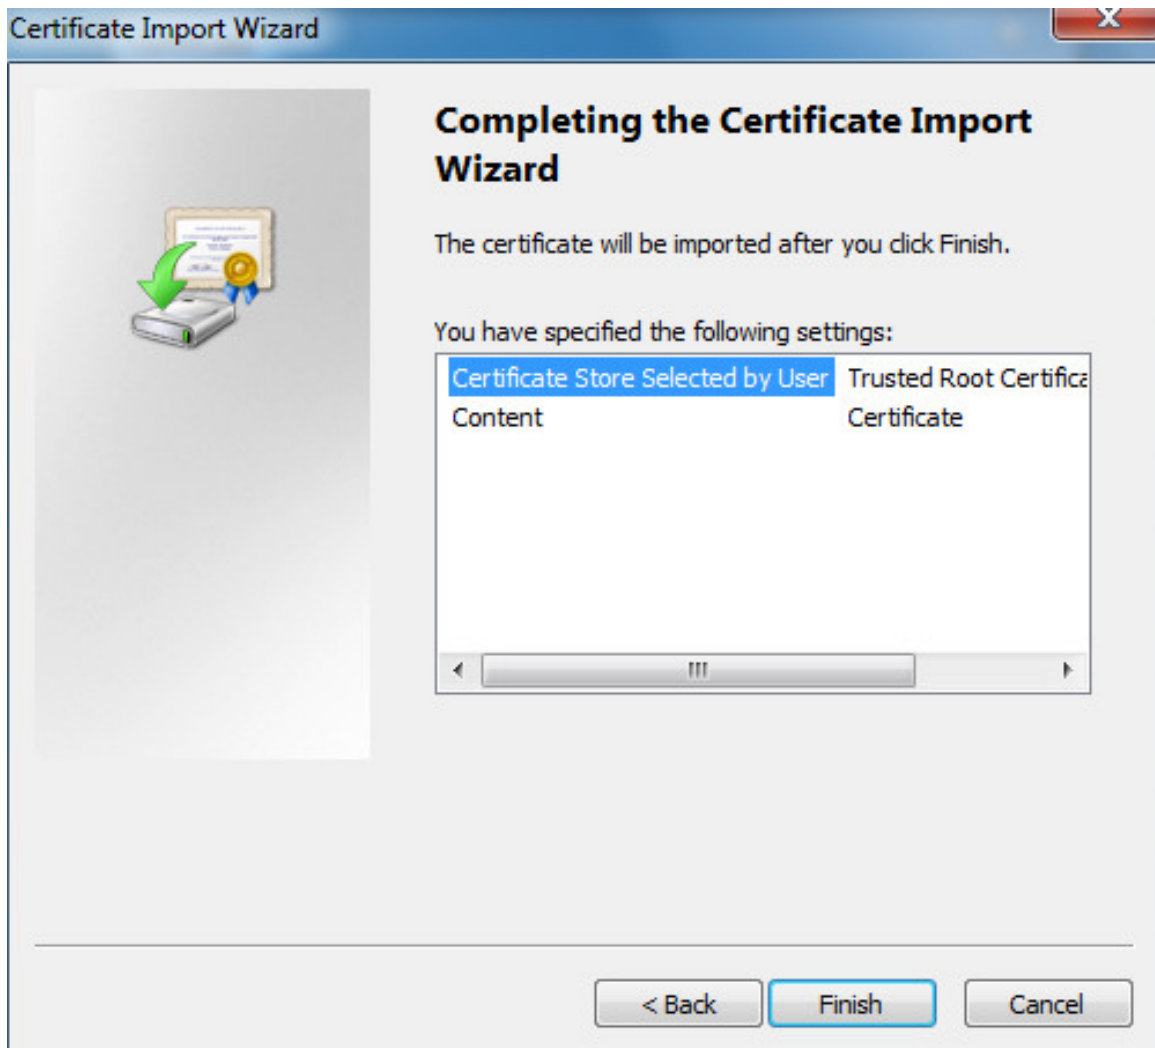 Certificate Import Wizard
Completing the Certificate Import
Wizard
The certificate will be imported after you click Finish.
You have specified the following settings:
Certificate Store Selected by User Trusted Root Certifica
Content Certificate
< Back Finish Cancel